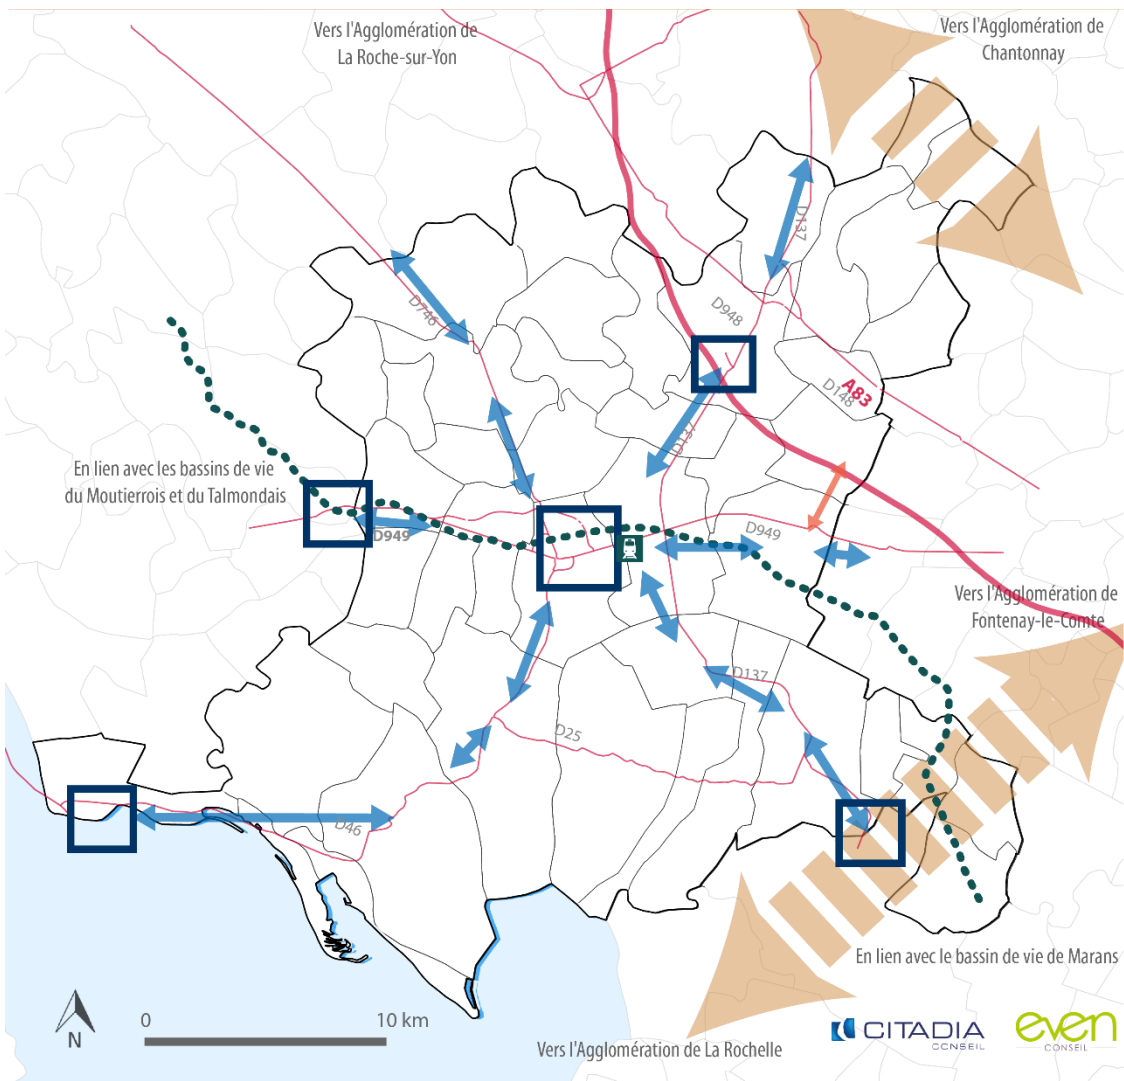 Vers l'Agglomération de
La Roche-sur-Yon
Vers l'Agglomération de
Chantonnay
D137
D746
D948
A83
D148
D137
En lien avec les bassins de vie
du Moutierrois et du Talmondais
D949
D949
Vers l'Agglomération de
Fontenay-le-Comte
D137
D25
D46
En lien avec le bassin de vie de Marans
N
0
10 km
Vers l'Agglomération de La Rochelle
CITADIA
CONSEIL
even
CONSEIL